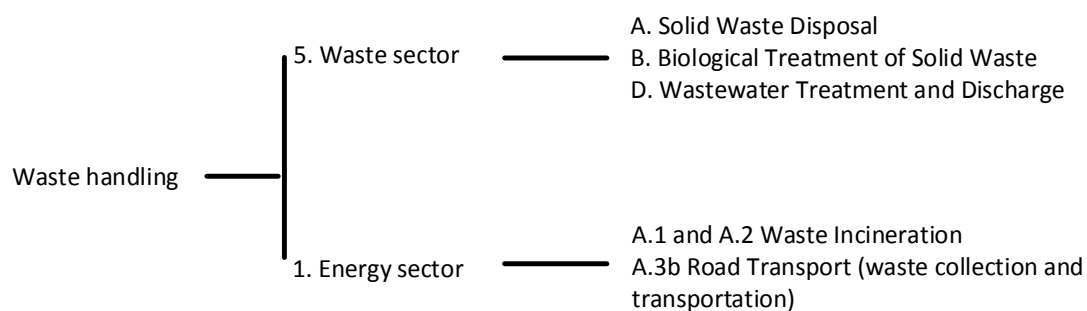 A. Solid Waste Disposal
5. Waste sector
B. Biological Treatment of Solid Waste
D. Wastewater Treatment and Discharge
Waste handling
A.1 and A.2 Waste Incineration
1. Energy sector
A.3b Road Transport (waste collection and
transportation)